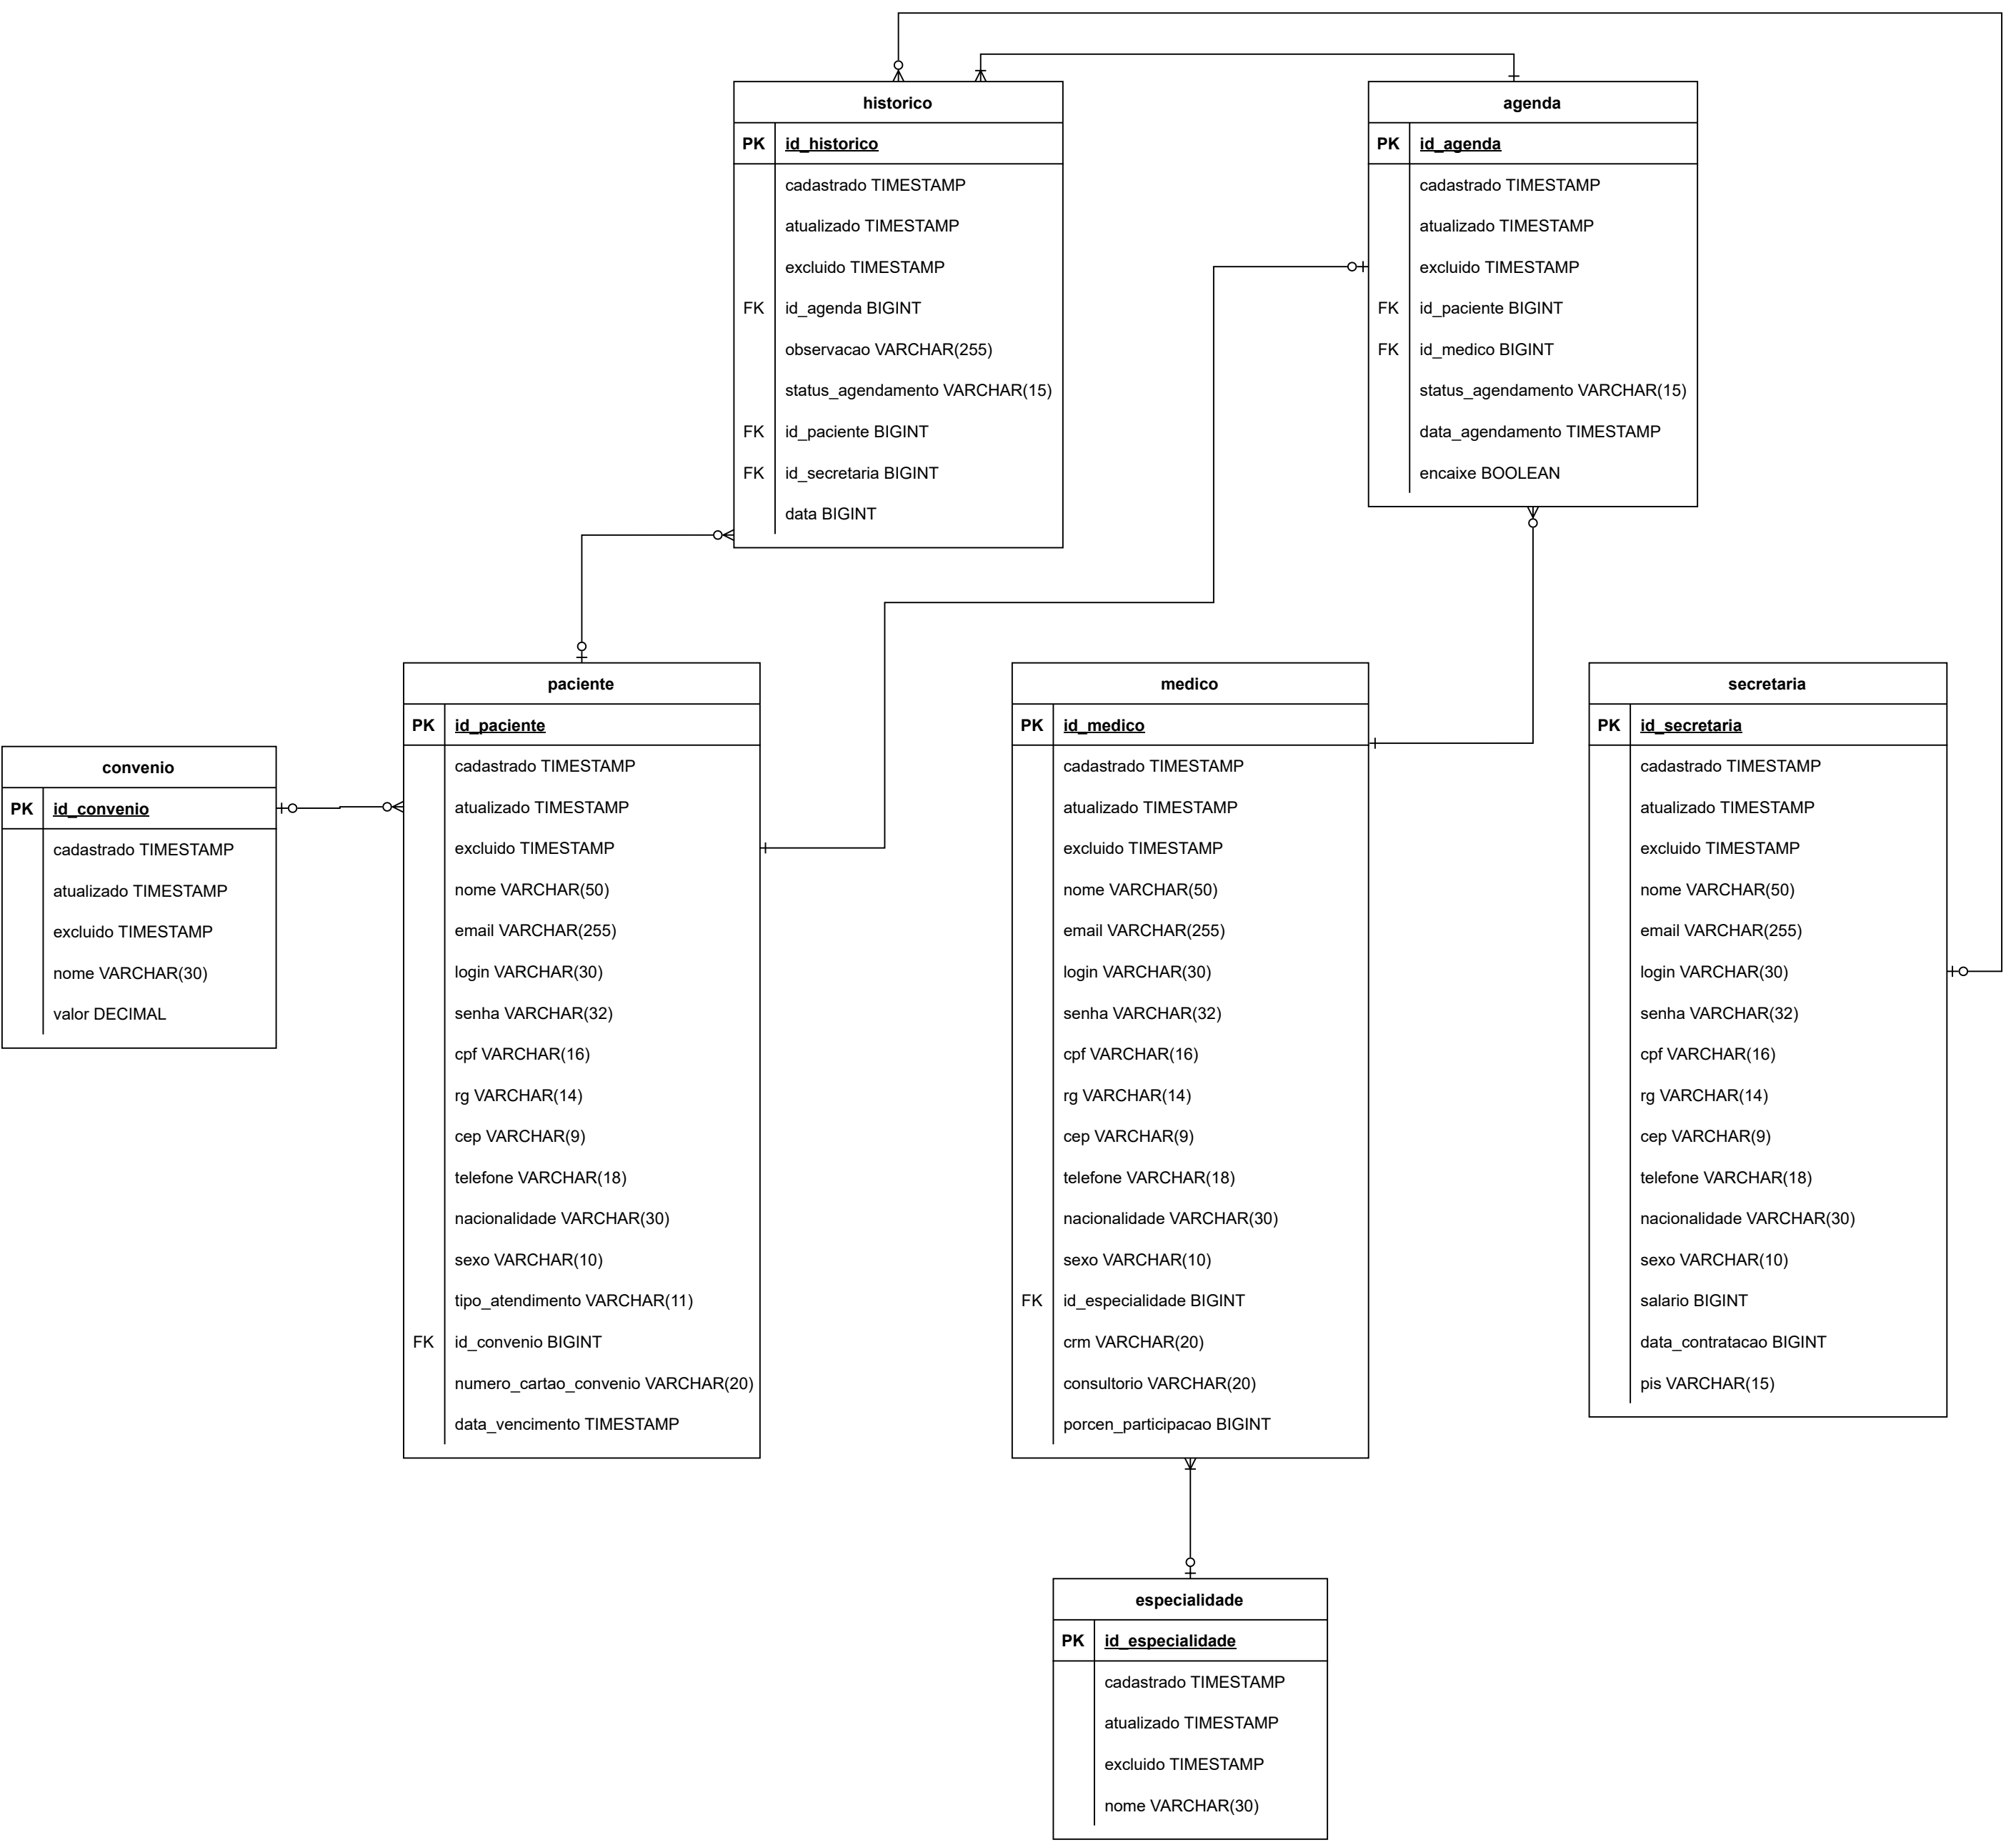 historico
PK id_historico
cadastrado TIMESTAMP
atualizado TIMESTAMP
excluido TIMESTAMP
FK id_agenda BIGINT
observacao VARCHAR(255)
status_agendamento VARCHAR(15)
FK id_paciente BIGINT
FK id_secretaria BIGINT
data BIGINT
agenda
PK id_agenda
cadastrado TIMESTAMP
atualizado TIMESTAMP
excluido TIMESTAMP
FK id_paciente BIGINT
FK id_medico BIGINT
status_agendamento VARCHAR(15)
data_agendamento TIMESTAMP
encaixe BOOLEAN
convenio
PK id_convenio
cadastrado TIMESTAMP
atualizado TIMESTAMP
excluido TIMESTAMP
nome VARCHAR(30)
valor DECIMAL
paciente
PK id_paciente
cadastrado TIMESTAMP
atualizado TIMESTAMP
excluido TIMESTAMP
nome VARCHAR(50)
email VARCHAR(255)
login VARCHAR(30)
senha VARCHAR(32)
cpf VARCHAR(16)
rg VARCHAR(14)
cep VARCHAR(9)
telefone VARCHAR(18)
nacionalidade VARCHAR(30)
sexo VARCHAR(10)
tipo_atendimento VARCHAR(11)
FK id_convenio BIGINT
numero_cartao_convenio VARCHAR(20)
data_vencimento TIMESTAMP
medico
PK id_medico
cadastrado TIMESTAMP
atualizado TIMESTAMP
excluido TIMESTAMP
nome VARCHAR(50)
email VARCHAR(255)
login VARCHAR(30)
senha VARCHAR(32)
cpf VARCHAR(16)
rg VARCHAR(14)
cep VARCHAR(9)
telefone VARCHAR(18)
nacionalidade VARCHAR(30)
sexo VARCHAR(10)
FK id_especialidade BIGINT
crm VARCHAR(20)
consultorio VARCHAR(20)
porcen_participacao BIGINT
secretaria
PK id_secretaria
cadastrado TIMESTAMP
atualizado TIMESTAMP
excluido TIMESTAMP
nome VARCHAR(50)
email VARCHAR(255)
login VARCHAR(30)
senha VARCHAR(32)
cpf VARCHAR(16)
rg VARCHAR(14)
cep VARCHAR(9)
telefone VARCHAR(18)
nacionalidade VARCHAR(30)
sexo VARCHAR(10)
salario BIGINT
data_contratacao BIGINT
pis VARCHAR(15)
especialidade
PK id_especialidade
cadastrado TIMESTAMP
atualizado TIMESTAMP
excluido TIMESTAMP
nome VARCHAR(30)